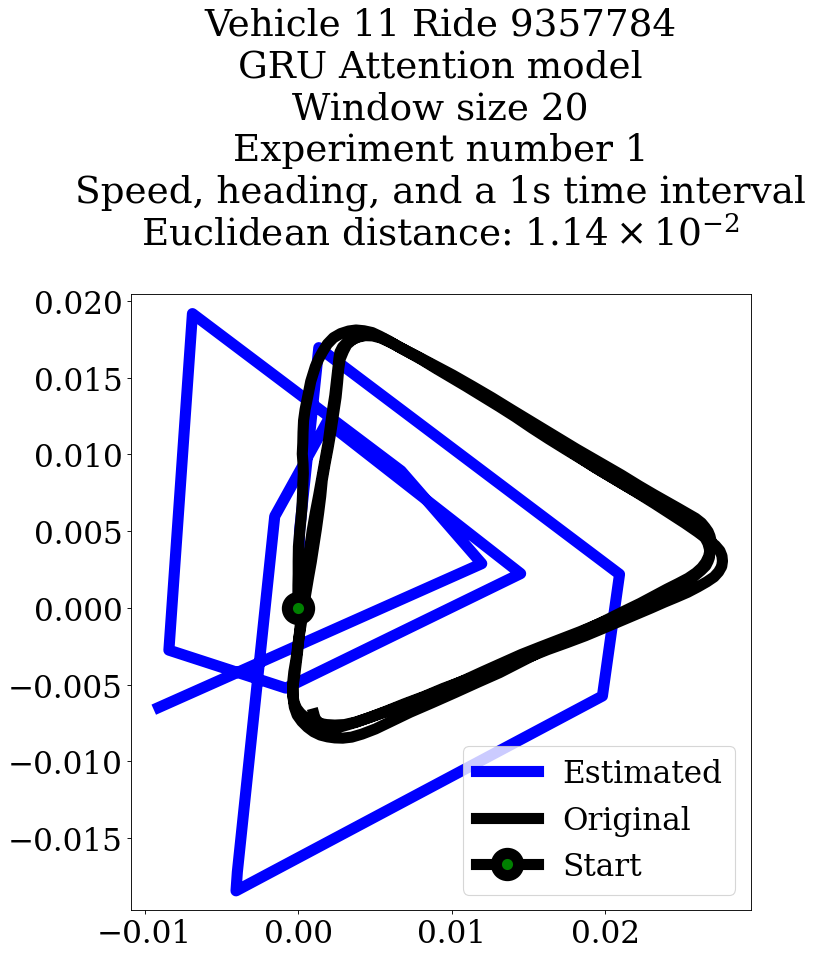 Vehicle 11 Ride 9357784
GRU Attention model
Window size 20
Experiment number 1
Speed, heading, and a 1s time interval
Euclidean distance: 1.14 × 10⁻²
0.020
0.015
0.010
0.005
0.000
−0.005
−0.010
−0.015
Estimated
Original
Start
−0.01
0.00
0.01
0.02